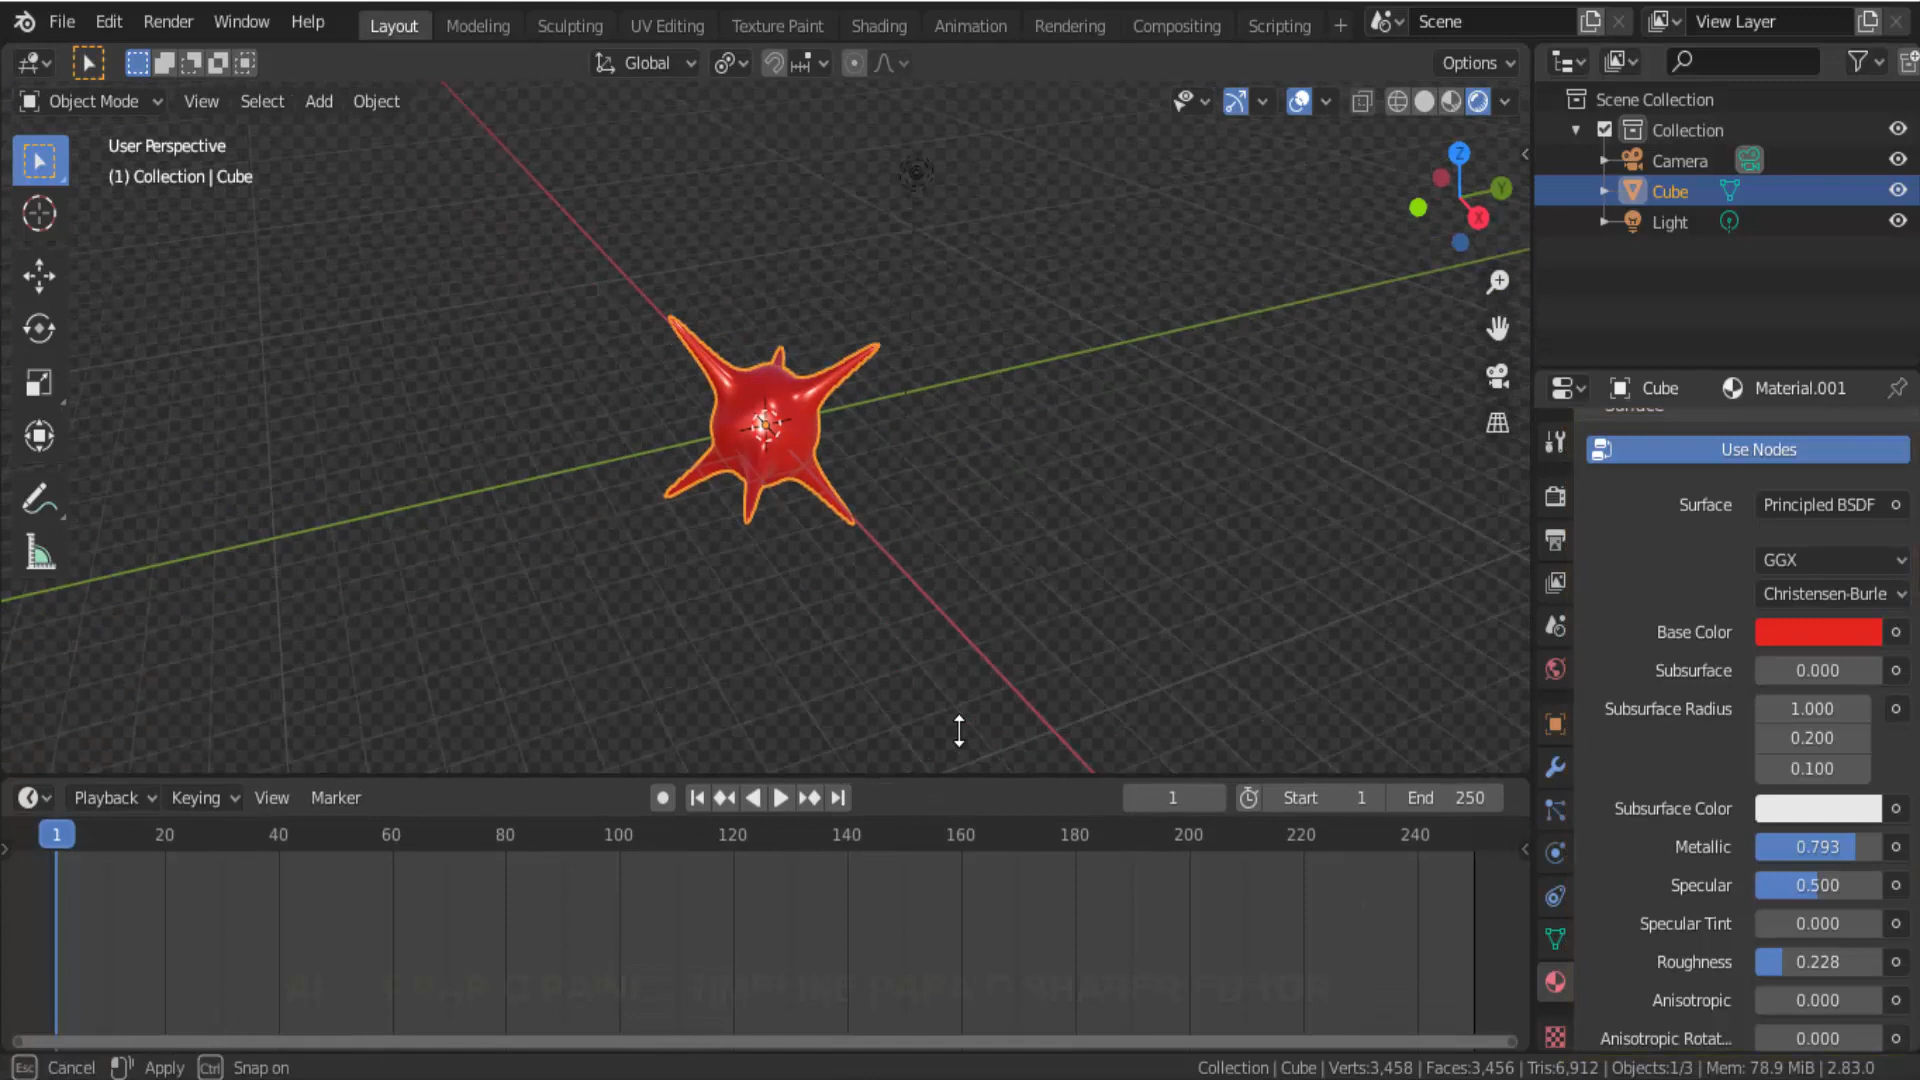 File Edit Render Window Help Layout Modeling Sculpting UV Editing Texture Paint Shading Animation Rendering Compositing Scripting + Scene View Layer
Global Options
Object Mode View Select Add Object
User Perspective
(1) Collection | Cube
Z
Y
X
Scene Collection
Collection
Camera
Cube
Light
Cube Material.001
Surface
Use Nodes
Surface Principled BSDF
GGX
Christensen-Burle
Base Color
Subsurface 0.000
Subsurface Radius 1.000
0.200
0.100
Subsurface Color
Metallic 0.793
Specular 0.500
Specular Tint 0.000
Roughness 0.228
Anisotropic 0.000
Anisotropic Rotat... 0.000
Playback Keying View Marker 1 Start 1 End 250
1 20 40 60 80 100 120 140 160 180 200 220 240
Esc Cancel Apply Ctrl Snap on Collection | Cube | Verts:3,458 | Faces:3,456 | Tris:6,912 | Objects:1/3 | Mem: 78.9 MiB | 2.83.0